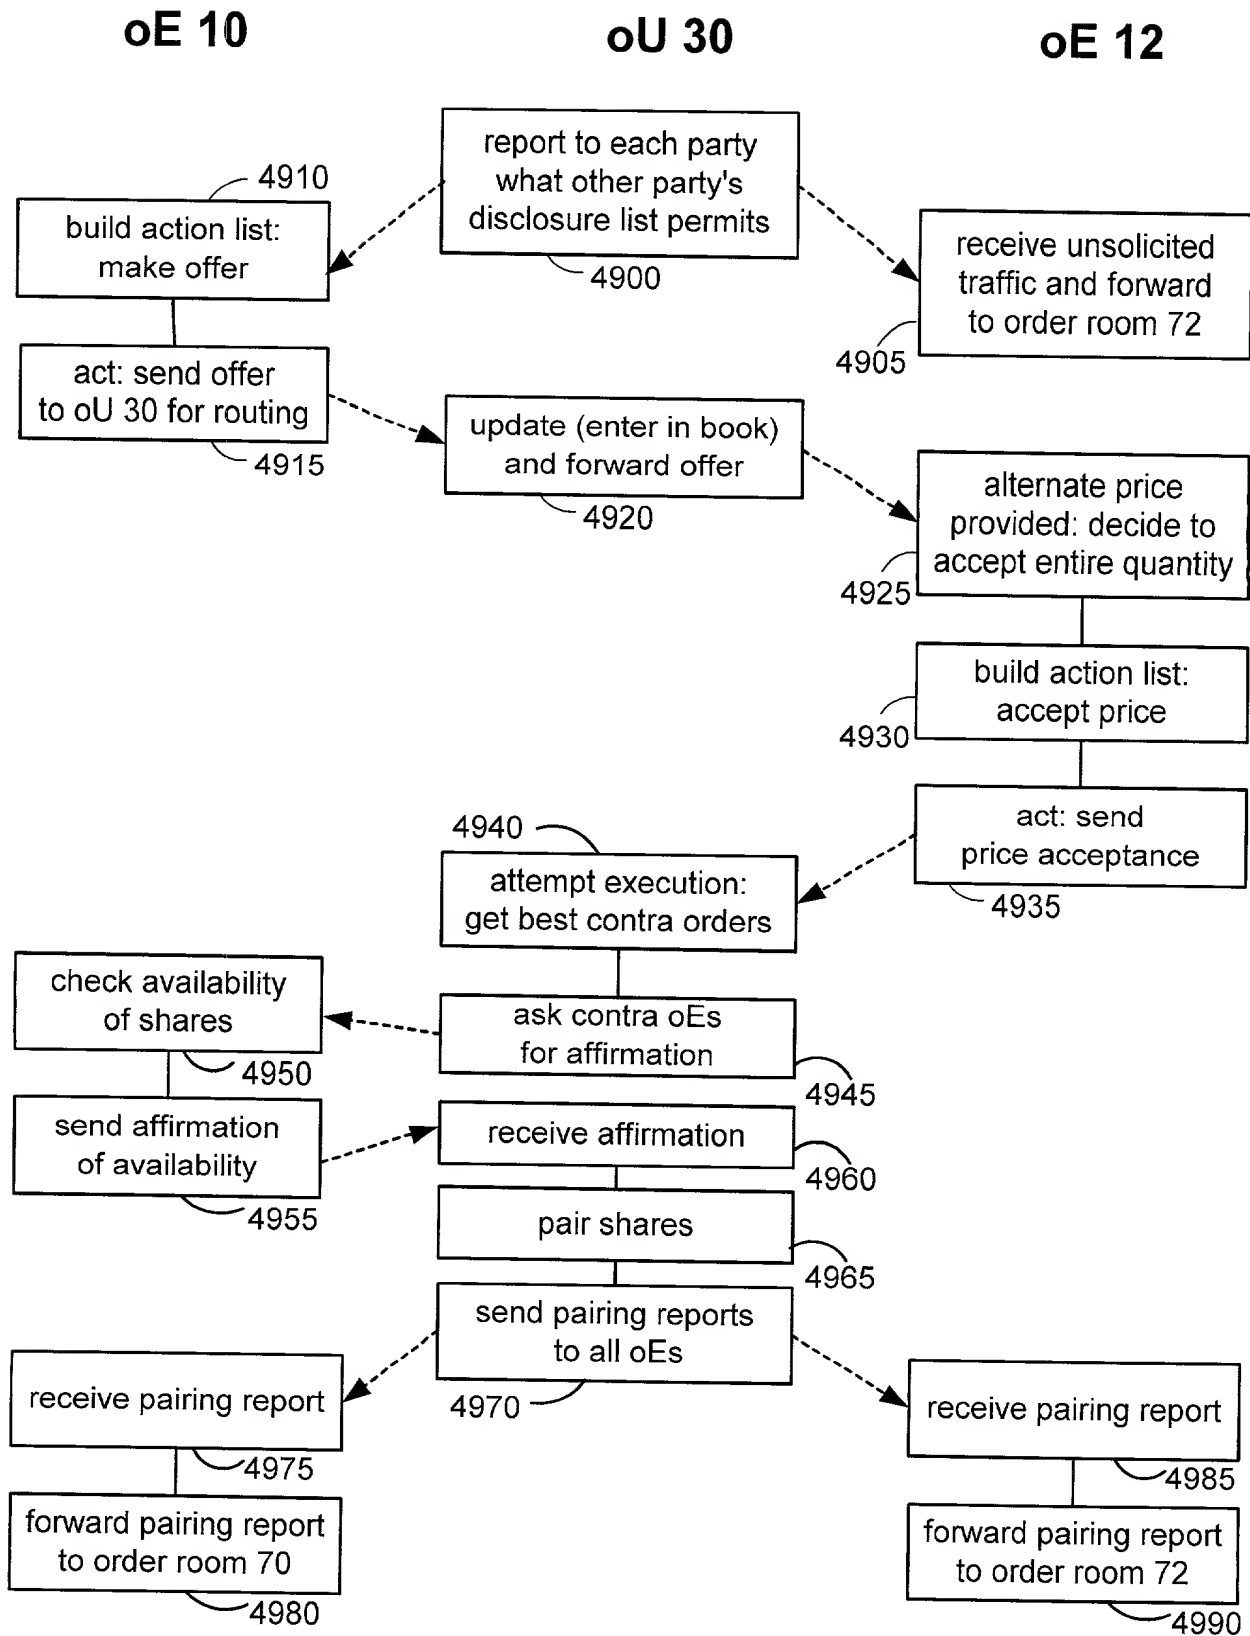 oE 10
oU 30
oE 12
report to each party
what other party's
disclosure list permits
4900
4910
build action list:
make offer
receive unsolicited
traffic and forward
to order room 72
4905
act: send offer
to oU 30 for routing
4915
update (enter in book)
and forward offer
4920
alternate price
provided: decide to
accept entire quantity
4925
build action list:
accept price
4930
act: send
price acceptance
4935
4940
attempt execution:
get best contra orders
ask contra oEs
for affirmation
4945
check availability
of shares
4950
send affirmation
of availability
4955
receive affirmation
4960
pair shares
4965
send pairing reports
to all oEs
4970
receive pairing report
4975
forward pairing report
to order room 70
4980
receive pairing report
4985
forward pairing report
to order room 72
4990